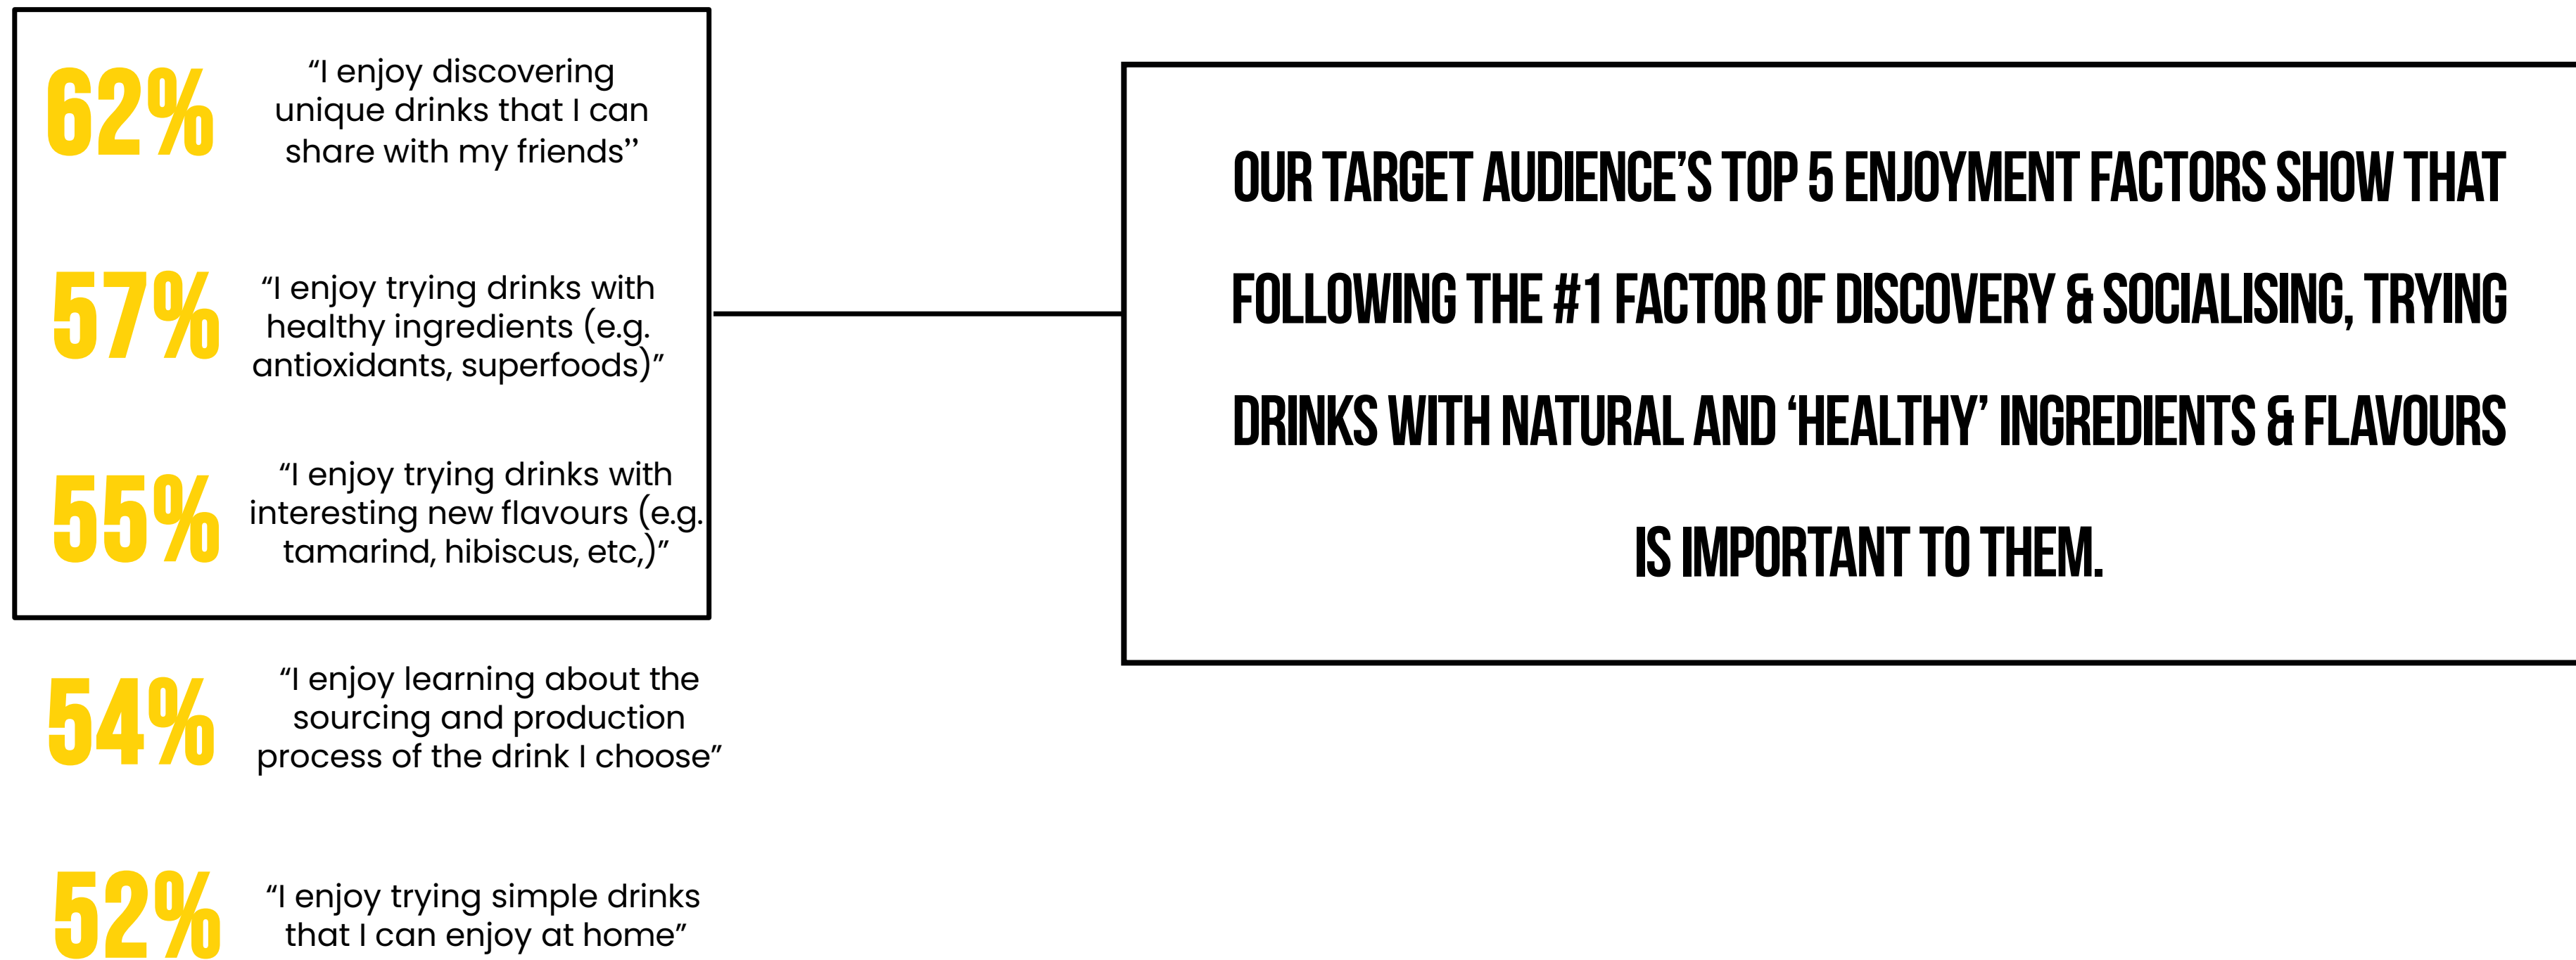 62%
“I enjoy discovering
unique drinks that I can
share with my friends’’
57%
“I enjoy trying drinks with
healthy ingredients (e.g.
antioxidants, superfoods)”
55%
“I enjoy trying drinks with
interesting new flavours (e.g.
tamarind, hibiscus, etc,)”
54%
“I enjoy learning about the
sourcing and production
process of the drink I choose”
52%
“I enjoy trying simple drinks
that I can enjoy at home”
OUR TARGET AUDIENCE’S TOP 5 ENJOYMENT FACTORS SHOW THAT
FOLLOWING THE #1 FACTOR OF DISCOVERY & SOCIALISING, TRYING
DRINKS WITH NATURAL AND ‘HEALTHY’ INGREDIENTS & FLAVOURS
IS IMPORTANT TO THEM.